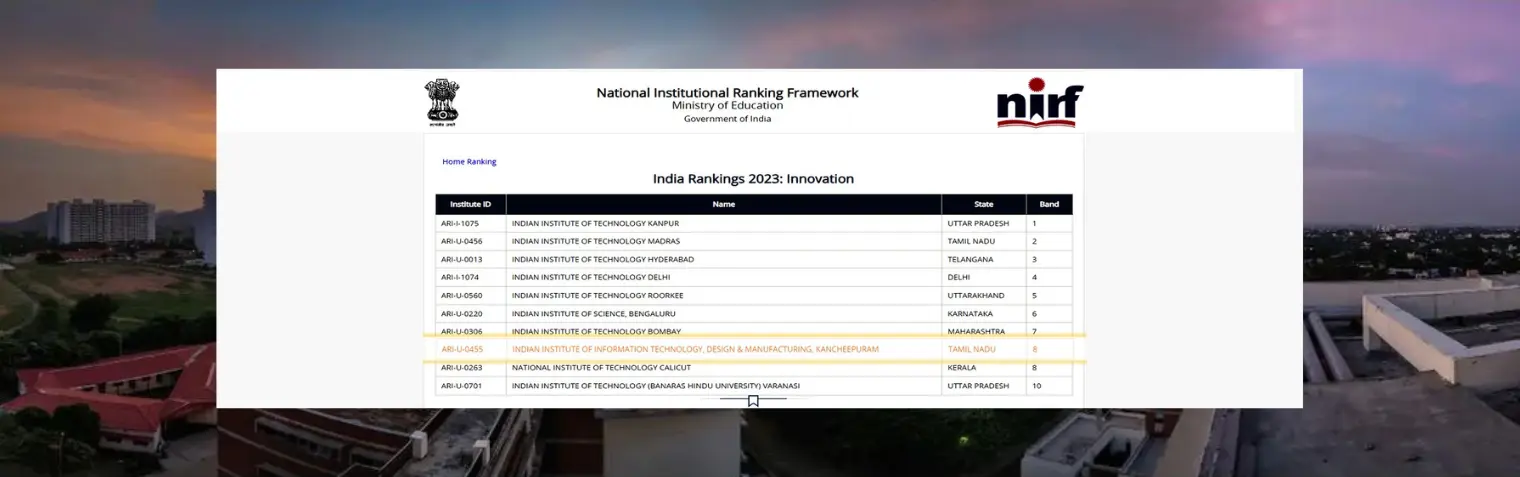 National Institutional Ranking Framework
Ministry of Education
Government of India
nirf
Home Ranking
India Rankings 2023: Innovation
Institute ID Name State Band
ARI-I-1075 INDIAN INSTITUTE OF TECHNOLOGY KANPUR UTTAR PRADESH 1
ARI-U-0456 INDIAN INSTITUTE OF TECHNOLOGY MADRAS TAMIL NADU 2
ARI-U-0013 INDIAN INSTITUTE OF TECHNOLOGY HYDERABAD TELANGANA 3
ARI-I-1074 INDIAN INSTITUTE OF TECHNOLOGY DELHI DELHI 4
ARI-U-0560 INDIAN INSTITUTE OF TECHNOLOGY ROORKEE UTTARAKHAND 5
ARI-U-0220 INDIAN INSTITUTE OF SCIENCE, BENGALURU KARNATAKA 6
ARI-U-0306 INDIAN INSTITUTE OF TECHNOLOGY BOMBAY MAHARASHTRA 7
ARI-U-0455 INDIAN INSTITUTE OF INFORMATION TECHNOLOGY, DESIGN & MANUFACTURING, KANCHEEPURAM TAMIL NADU 8
ARI-U-0263 NATIONAL INSTITUTE OF TECHNOLOGY CALICUT KERALA 8
ARI-U-0701 INDIAN INSTITUTE OF TECHNOLOGY (BANARAS HINDU UNIVERSITY) VARANASI UTTAR PRADESH 10